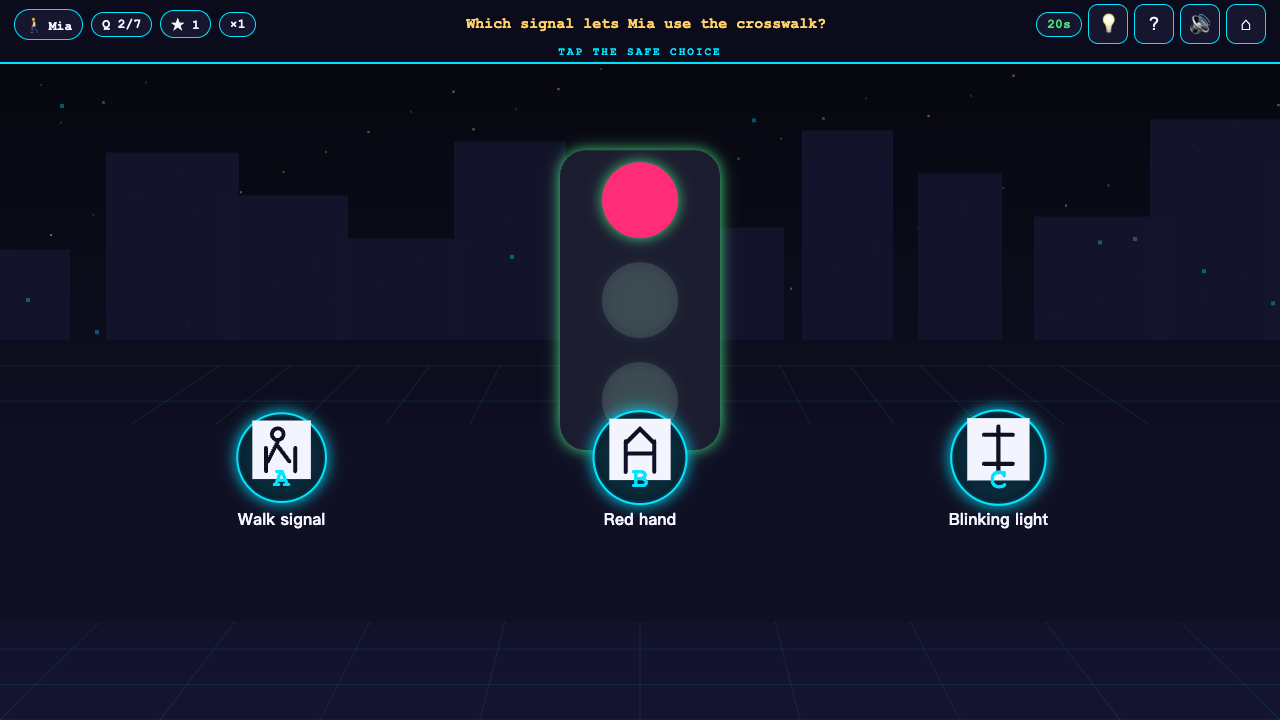 Mia
Q 2/7
★ 1
×1
Which signal lets Mia use the crosswalk?
TAP THE SAFE CHOICE
20s
?
A
Walk signal
B
Red hand
C
Blinking light